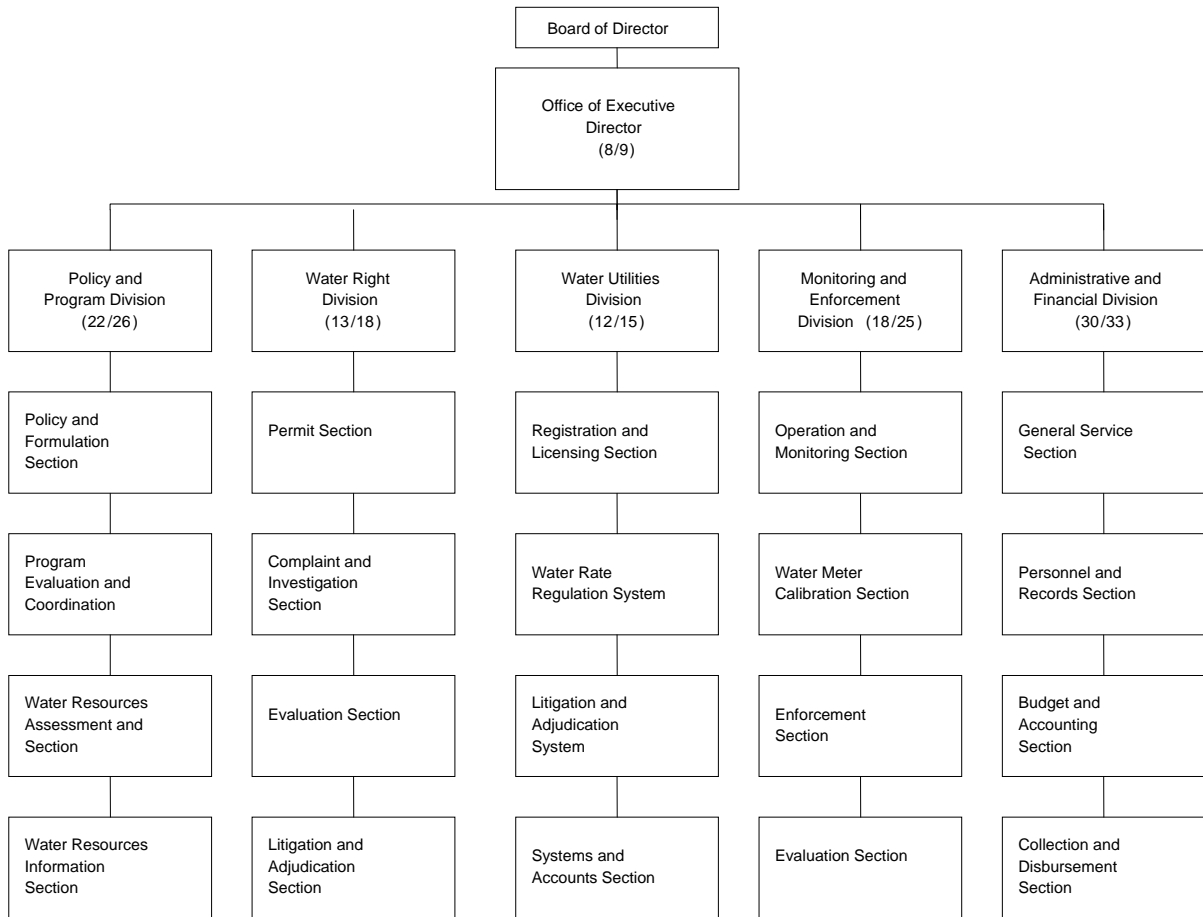 Board of Director
Office of Executive
Director
(8/9)
Policy and
Program Division
(22/26)
Water Right
Division
(13/18)
Water Utilities
Division
(12/15)
Monitoring and
Enforcement
Division (18/25)
Administrative and
Financial Division
(30/33)
Policy and
Formulation
Section
Permit Section
Registration and
Licensing Section
Operation and
Monitoring Section
General Service
Section
Program
Evaluation and
Coordination
Complaint and
Investigation
Section
Water Rate
Regulation System
Water Meter
Calibration Section
Personnel and
Records Section
Water Resources
Assessment and
Section
Evaluation Section
Litigation and
Adjudication
System
Enforcement
Section
Budget and
Accounting
Section
Water Resources
Information
Section
Litigation and
Adjudication
Section
Systems and
Accounts Section
Evaluation Section
Collection and
Disbursement
Section